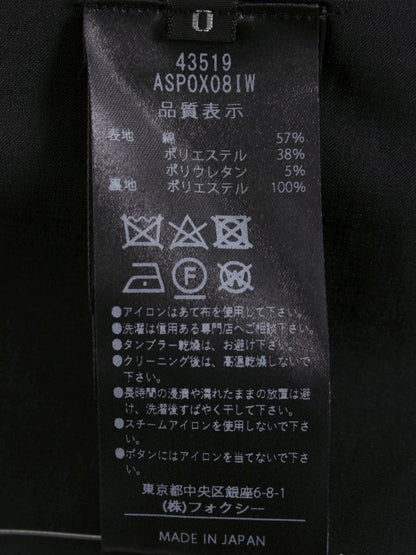 0
43519
ASP0X08IW
品質表示
表地 綿 57%
ポリエステル 38%
ポリウレタン 5%
裏地 ポリエステル 100%
F W
●アイロンはあて布を使用して下さい。
●洗濯は信用ある専門店へご相談下さい。
●タンブラー乾燥は、お避け下さい。
●クリーニング後は、高温乾燥しないで
下さい。
●長時間の浸漬や濡れたままの放置は避
け、洗濯後すばやく干して下さい。
●スチームアイロンを使用しないで下さ
い。
●ボタンにはアイロンを当てないで下さ
い。
東京都中央区銀座6-8-1
(株)フォクシー
MADE IN JAPAN